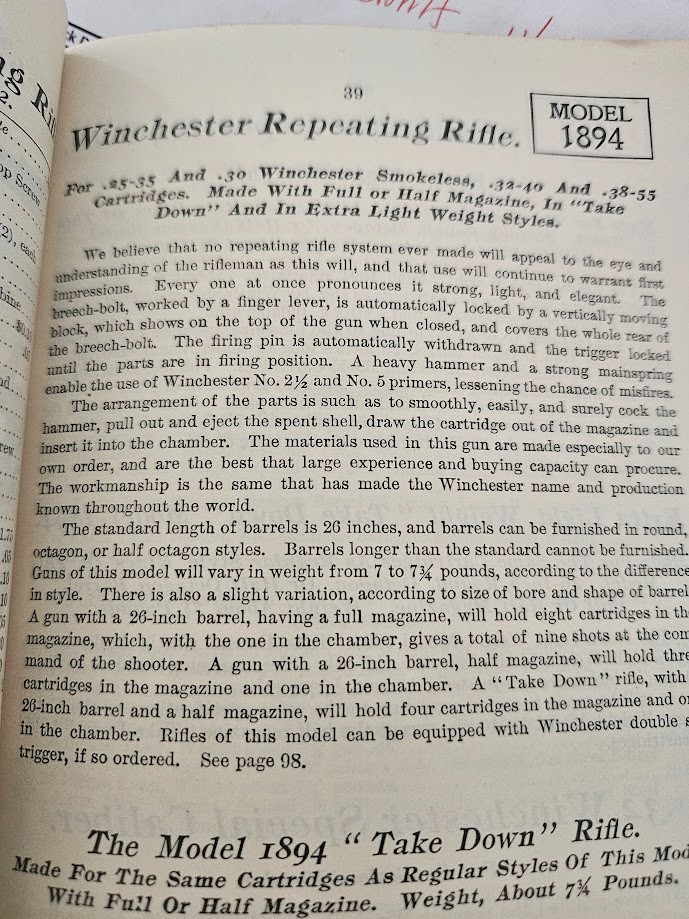 39
Winchester Repeating Rifle.
MODEL
1894
For .25-35 And .30 Winchester Smokeless, .32-40 And .38-55
Cartridges. Made With Full or Half Magazine, In "Take
Down" And In Extra Light Weight Styles.
We believe that no repeating rifle system ever made will appeal to the eye and
understanding of the rifleman as this will, and that use will continue to warrant first
impressions. Every one at once pronounces it strong, light, and elegant. The
breech-bolt, worked by a finger lever, is automatically locked by a vertically moving
block, which shows on the top of the gun when closed, and covers the whole rear of
the breech-bolt. The firing pin is automatically withdrawn and the trigger locked
until the parts are in firing position. A heavy hammer and a strong mainspring
enable the use of Winchester No. 2½ and No. 5 primers, lessening the chance of misfires.
The arrangement of the parts is such as to smoothly, easily, and surely cock the
hammer, pull out and eject the spent shell, draw the cartridge out of the magazine and
insert it into the chamber. The materials used in this gun are made especially to our
own order, and are the best that large experience and buying capacity can procure.
The workmanship is the same that has made the Winchester name and production
known throughout the world.
The standard length of barrels is 26 inches, and barrels can be furnished in round,
octagon, or half octagon styles. Barrels longer than the standard cannot be furnished.
Guns of this model will vary in weight from 7 to 7¾ pounds, according to the difference
in style. There is also a slight variation, according to size of bore and shape of barrel
A gun with a 26-inch barrel, having a full magazine, will hold eight cartridges in th
magazine, which, with the one in the chamber, gives a total of nine shots at the com
mand of the shooter. A gun with a 26-inch barrel, half magazine, will hold thre
cartridges in the magazine and one in the chamber. A "Take Down" rifle, with
26-inch barrel and a half magazine, will hold four cartridges in the magazine and o
in the chamber. Rifles of this model can be equipped with Winchester double s
trigger, if so ordered. See page 98.
The Model 1894 "Take Down" Rifle.
Made For The Same Cartridges As Regular Styles Of This Mod
With Full Or Half Magazine. Weight, About 7¾ Pounds.